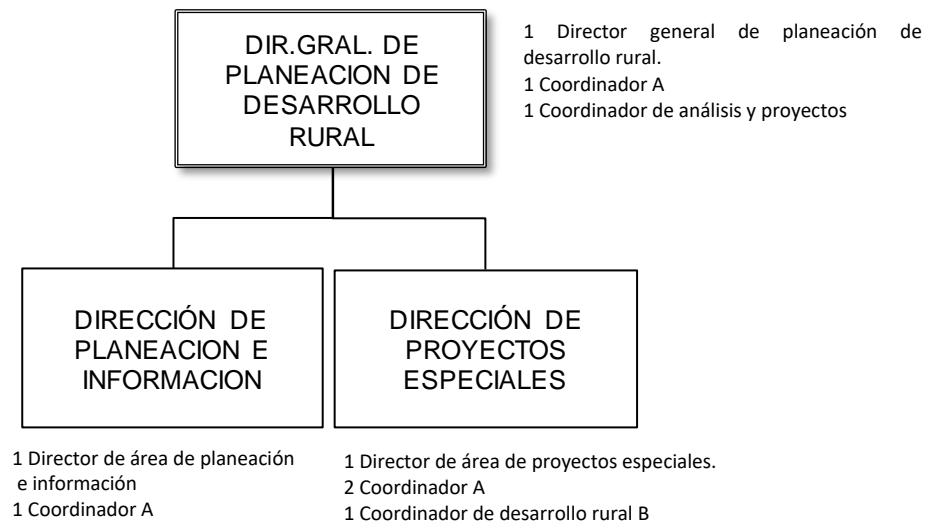 DIR.GRAL. DE
PLANEACION DE
DESARROLLO
RURAL
1 Director general de planeación de
desarrollo rural.
1 Coordinador A
1 Coordinador de análisis y proyectos
DIRECCIÓN DE
PLANEACION E
INFORMACION
DIRECCIÓN DE
PROYECTOS
ESPECIALES
1 Director de área de planeación
e información
1 Coordinador A
1 Director de área de proyectos especiales.
2 Coordinador A
1 Coordinador de desarrollo rural B